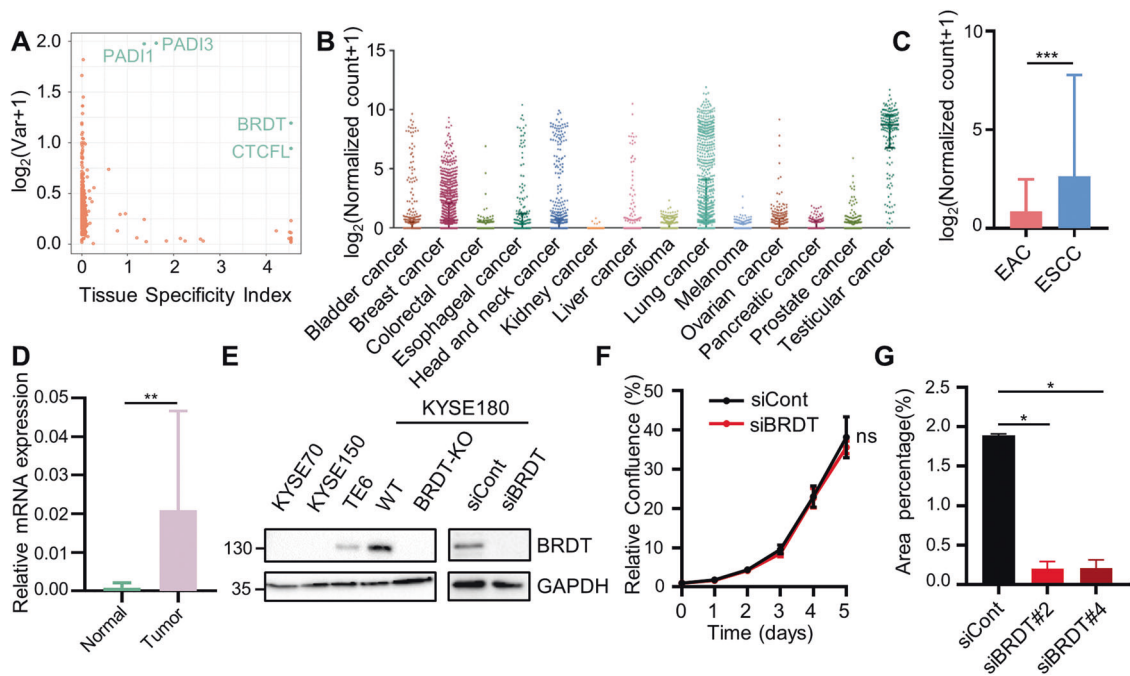 A
log₂(Var+1)
2.0
1.5
1.0
0.5
0.0
PADI1
PADI3
BRDT
CTCFL
0 1 2 3 4
Tissue Specificity Index
B
log₂(Normalized count+1)
15
10
5
0
Bladder cancer
Breast cancer
Colorectal cancer
Esophageal cancer
Head and neck cancer
Kidney cancer
Liver cancer
Glioma
Lung cancer
Melanoma
Ovarian cancer
Pancreatic cancer
Prostate cancer
Testicular cancer
C
log₂(Normalized count+1)
10
5
0
***
EAC
ESCC
D
Relative mRNA expression
0.05
0.04
0.03
0.02
0.01
0.00
**
Normal
Tumor
E
KYSE180
KYSE70
KYSE150
TE6
WT
BRDT-KO
siCont
siBRDT
130
BRDT
35
GAPDH
F
Relative Confluence (%)
50
40
30
20
10
0
siCont
siBRDT
ns
0 1 2 3 4 5
Time (days)
G
Area percentage(%)
2.5
2.0
1.5
1.0
0.5
0.0
*
*
siCont
siBRDT#2
siBRDT#4